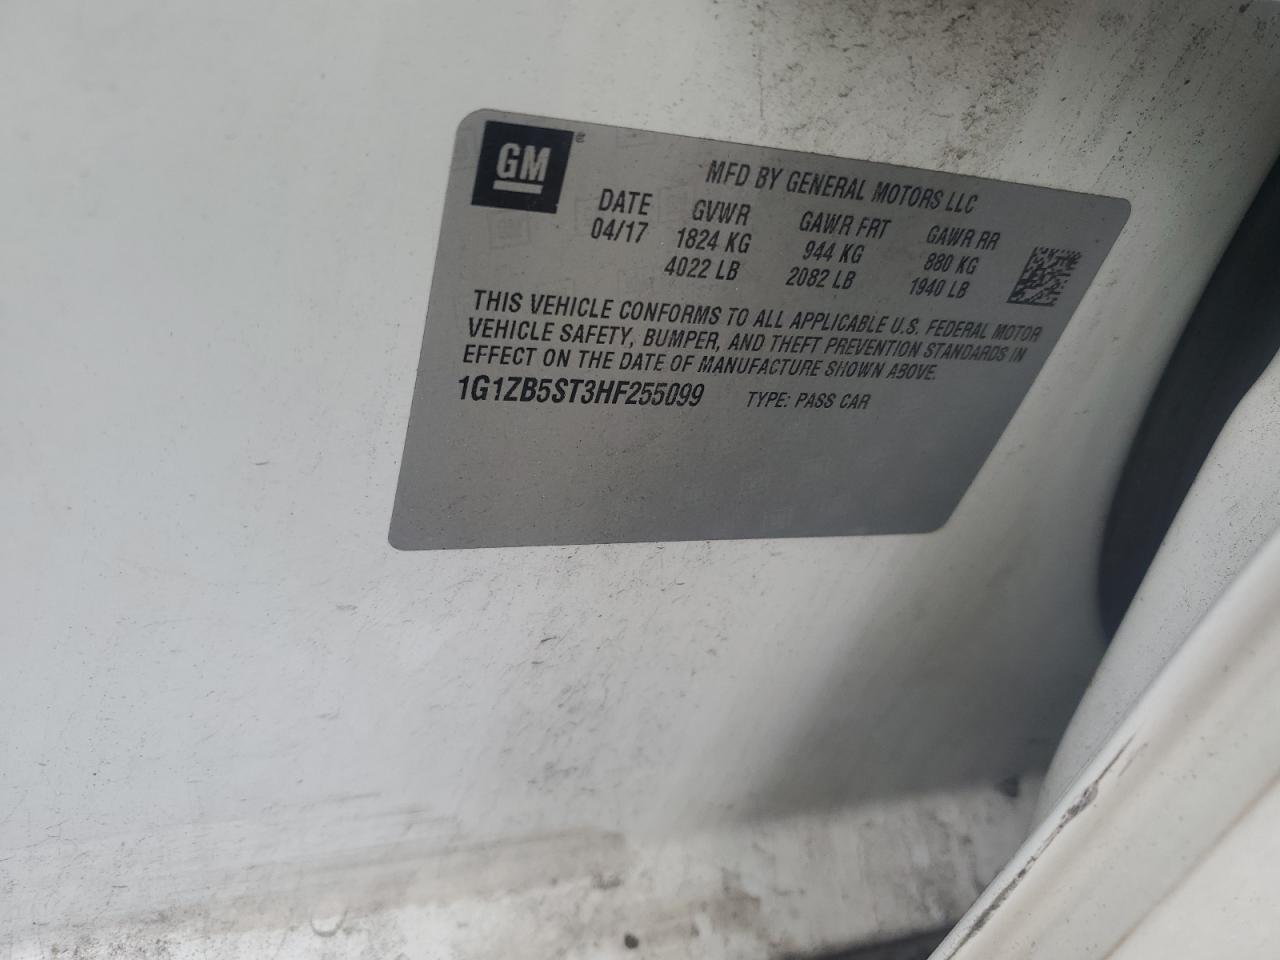 GM
MFD BY GENERAL MOTORS LLC
DATE GVWR GAWR FRT GAWR RR
04/17 1824 KG 944 KG 880 KG
4022 LB 2082 LB 1940 LB
THIS VEHICLE CONFORMS TO ALL APPLICABLE U.S. FEDERAL MOTOR
VEHICLE SAFETY, BUMPER, AND THEFT PREVENTION STANDARDS IN
EFFECT ON THE DATE OF MANUFACTURE SHOWN ABOVE.
1G1ZB5ST3HF255099 TYPE: PASS CAR